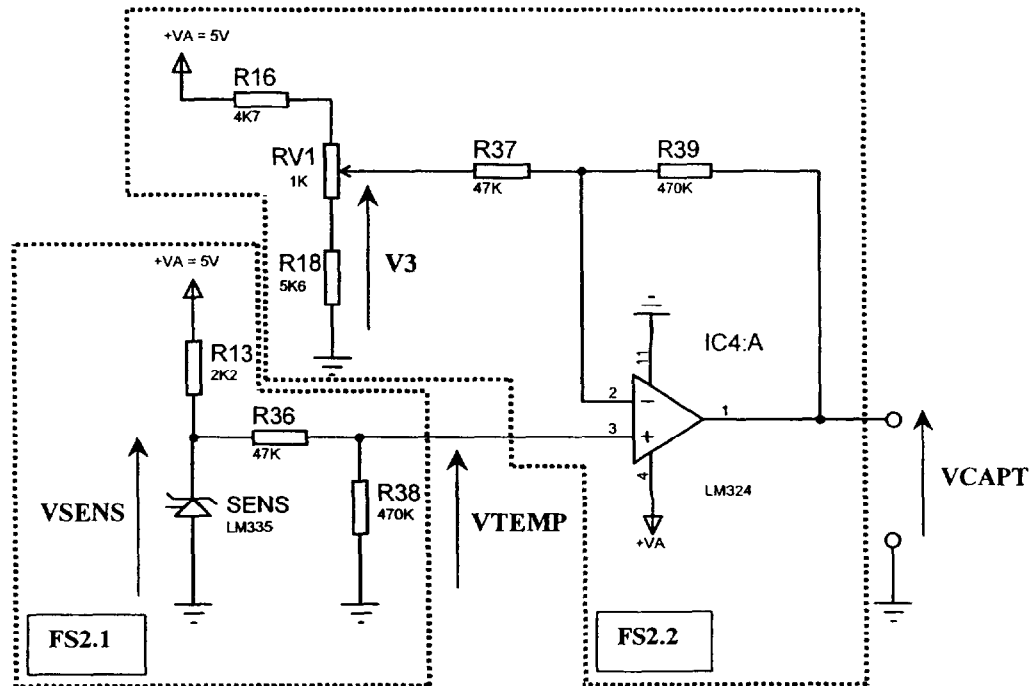 +VA = 5V
R16
4K7
RV1
1K
R37
47K
R39
470K
R18
5K6
V3
+VA = 5V
R13
2K2
IC4:A
11
2
1
3
4
LM324
+VA
R36
47K
VSENS
SENS
LM335
R38
470K
VTEMP
VCAPT
FS2.1
FS2.2